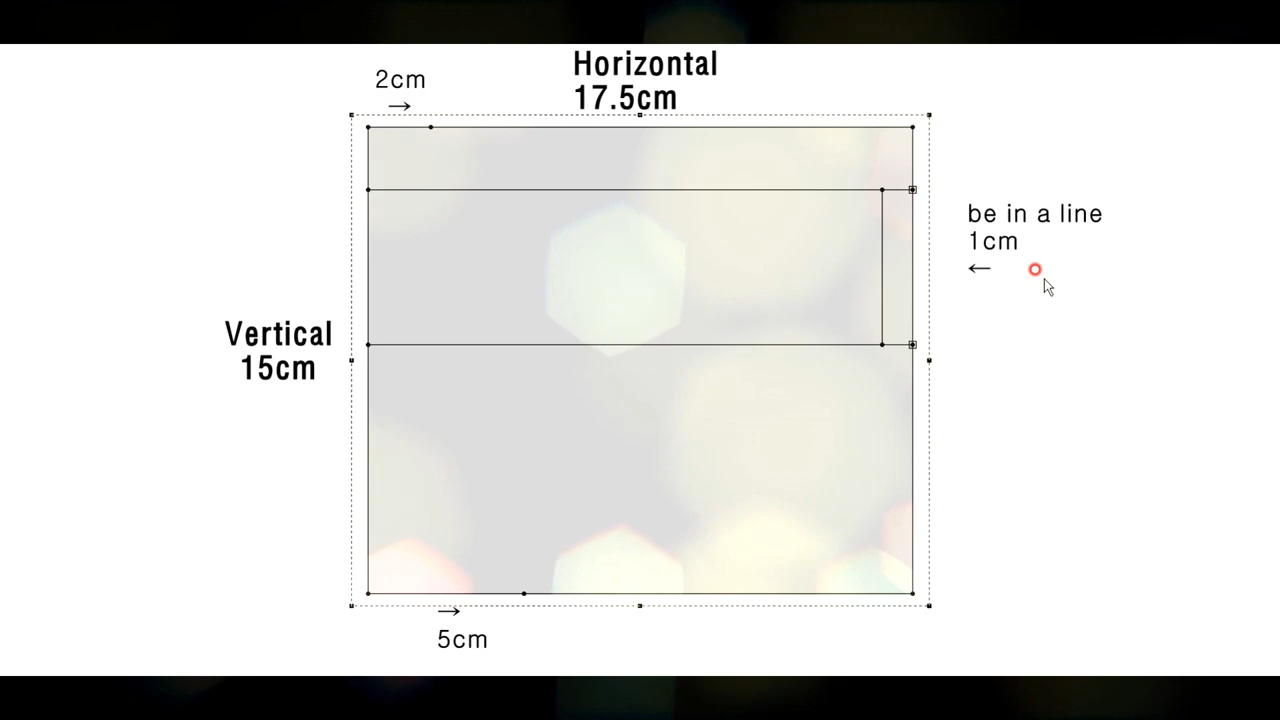 2cm
→
Horizontal
17.5cm
be in a line
1cm
←
Vertical
15cm
→
5cm